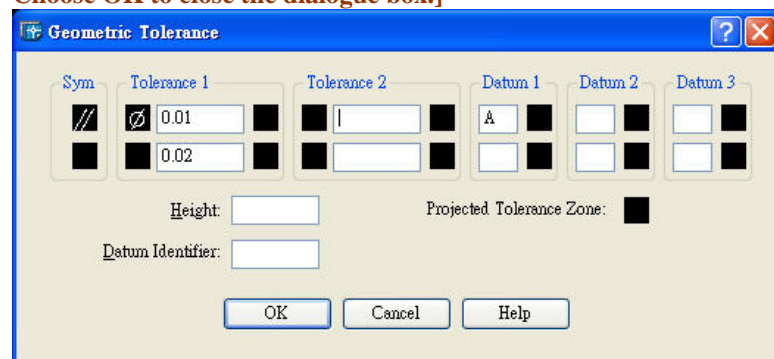 Choose OK to close the dialogue box.]
Geometric Tolerance
Sym Tolerance 1 Tolerance 2 Datum 1 Datum 2 Datum 3
// Ø 0.01 A
0.02
Height: Projected Tolerance Zone:
Datum Identifier:
OK Cancel Help